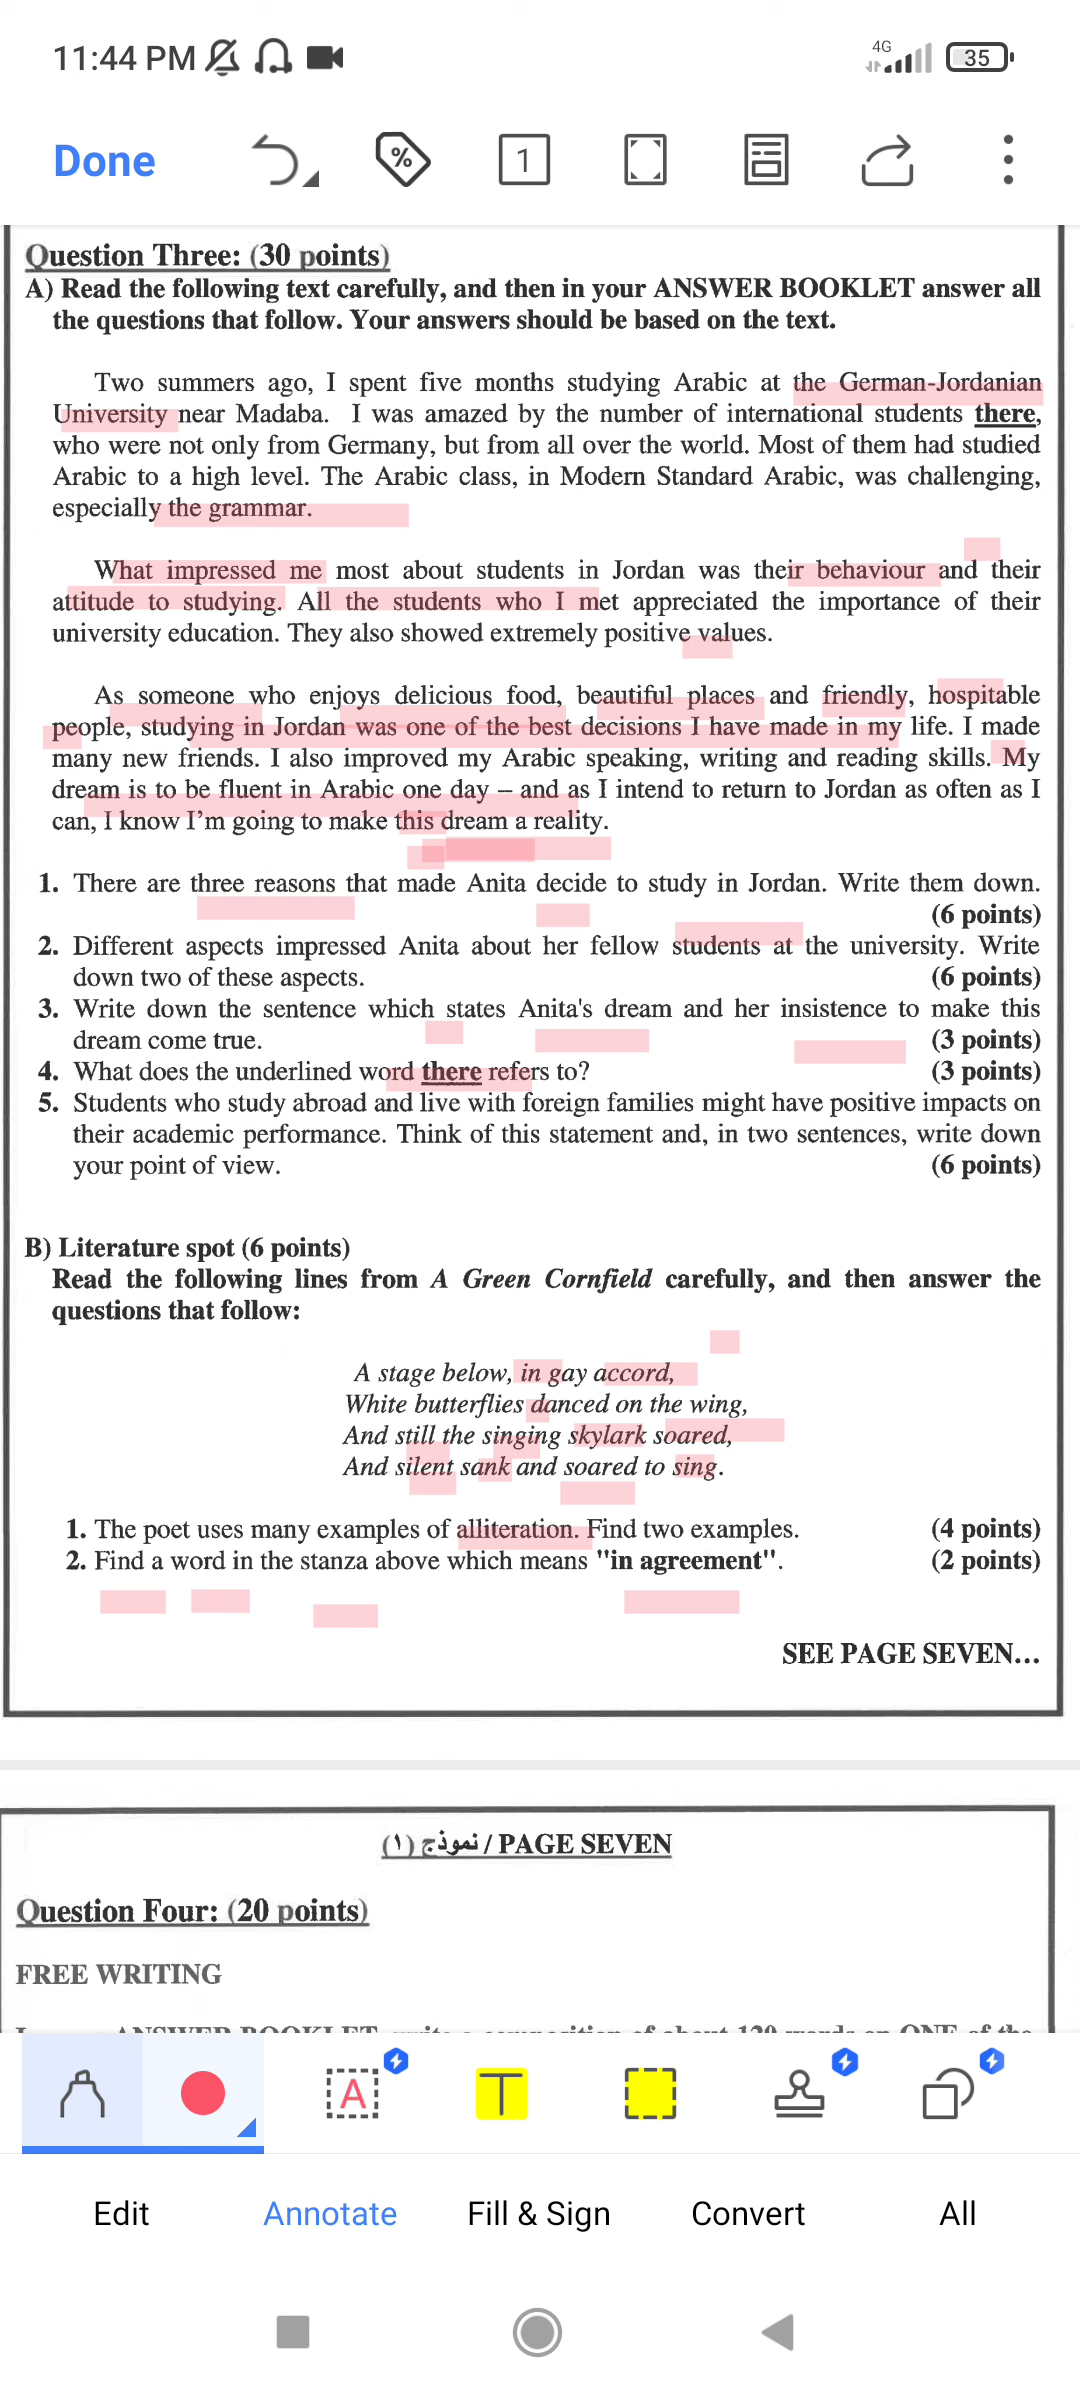 11:44 PM
4G
35
Done
%
1
Question Three: (30 points)
A) Read the following text carefully, and then in your ANSWER BOOKLET answer all
the questions that follow. Your answers should be based on the text.
Two summers ago, I spent five months studying Arabic at the German-Jordanian
University near Madaba. I was amazed by the number of international students there,
who were not only from Germany, but from all over the world. Most of them had studied
Arabic to a high level. The Arabic class, in Modern Standard Arabic, was challenging,
especially the grammar.
What impressed me most about students in Jordan was their behaviour and their
attitude to studying. All the students who I met appreciated the importance of their
university education. They also showed extremely positive values.
As someone who enjoys delicious food, beautiful places and friendly, hospitable
people, studying in Jordan was one of the best decisions I have made in my life. I made
many new friends. I also improved my Arabic speaking, writing and reading skills. My
dream is to be fluent in Arabic one day – and as I intend to return to Jordan as often as I
can, I know I'm going to make this dream a reality.
1. There are three reasons that made Anita decide to study in Jordan. Write them down.
(6 points)
2. Different aspects impressed Anita about her fellow students at the university. Write
down two of these aspects. (6 points)
3. Write down the sentence which states Anita's dream and her insistence to make this
dream come true. (3 points)
4. What does the underlined word there refers to? (3 points)
5. Students who study abroad and live with foreign families might have positive impacts on
their academic performance. Think of this statement and, in two sentences, write down
your point of view. (6 points)
B) Literature spot (6 points)
Read the following lines from A Green Cornfield carefully, and then answer the
questions that follow:
A stage below, in gay accord,
White butterflies danced on the wing,
And still the singing skylark soared,
And silent sank and soared to sing.
1. The poet uses many examples of alliteration. Find two examples. (4 points)
2. Find a word in the stanza above which means "in agreement". (2 points)
SEE PAGE SEVEN...
PAGE SEVEN / نموذج (١)
Question Four: (20 points)
FREE WRITING
ANSWER BOOKLET, write a composition of about 120 words on ONE of the
A
T
Edit
Annotate
Fill & Sign
Convert
All